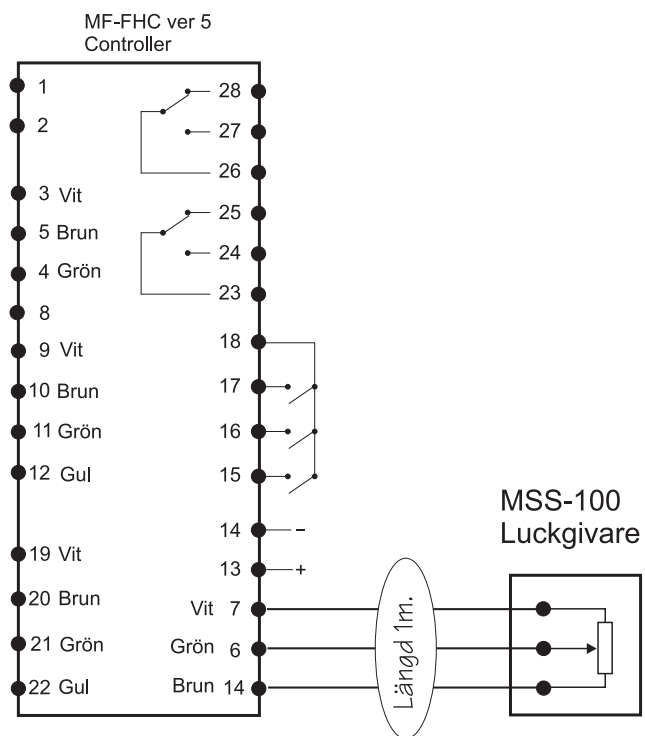 MF-FHC ver 5
Controller
1
2
3 Vit
5 Brun
4 Grön
8
9 Vit
10 Brun
11 Grön
12 Gul
19 Vit
20 Brun
21 Grön
22 Gul
28
27
26
25
24
23
18
17
16
15
14 –
13 +
Vit 7
Grön 6
Brun 14
Längd 1m.
MSS-100
Luckgivare